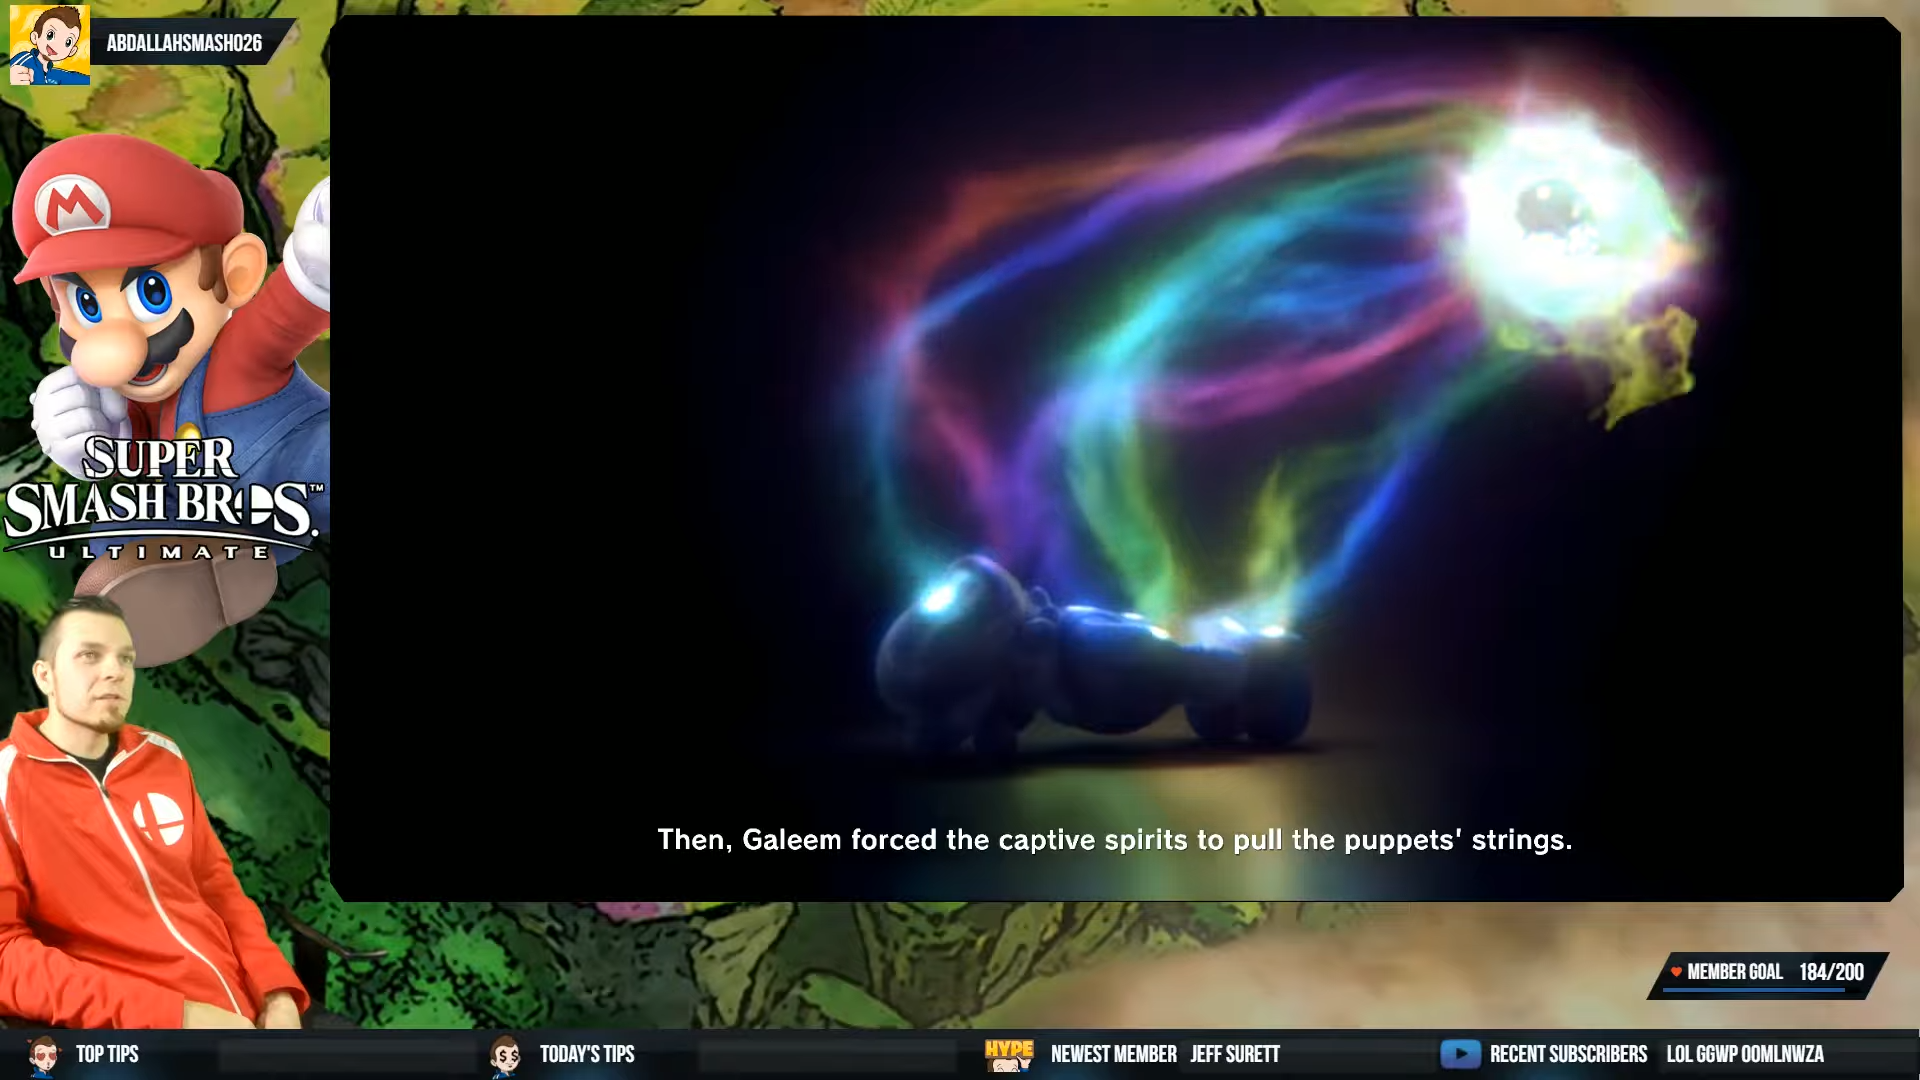 ABDALLAHSMASH026
M
SUPER
SMASH BROS.™
ULTIMATE
Then, Galeem forced the captive spirits to pull the puppets' strings.
MEMBER GOAL 184/200
TOP TIPS
TODAY'S TIPS
HYPE
NEWEST MEMBER JEFF SURETT
RECENT SUBSCRIBERS LOL GGWP OOMLNWZA